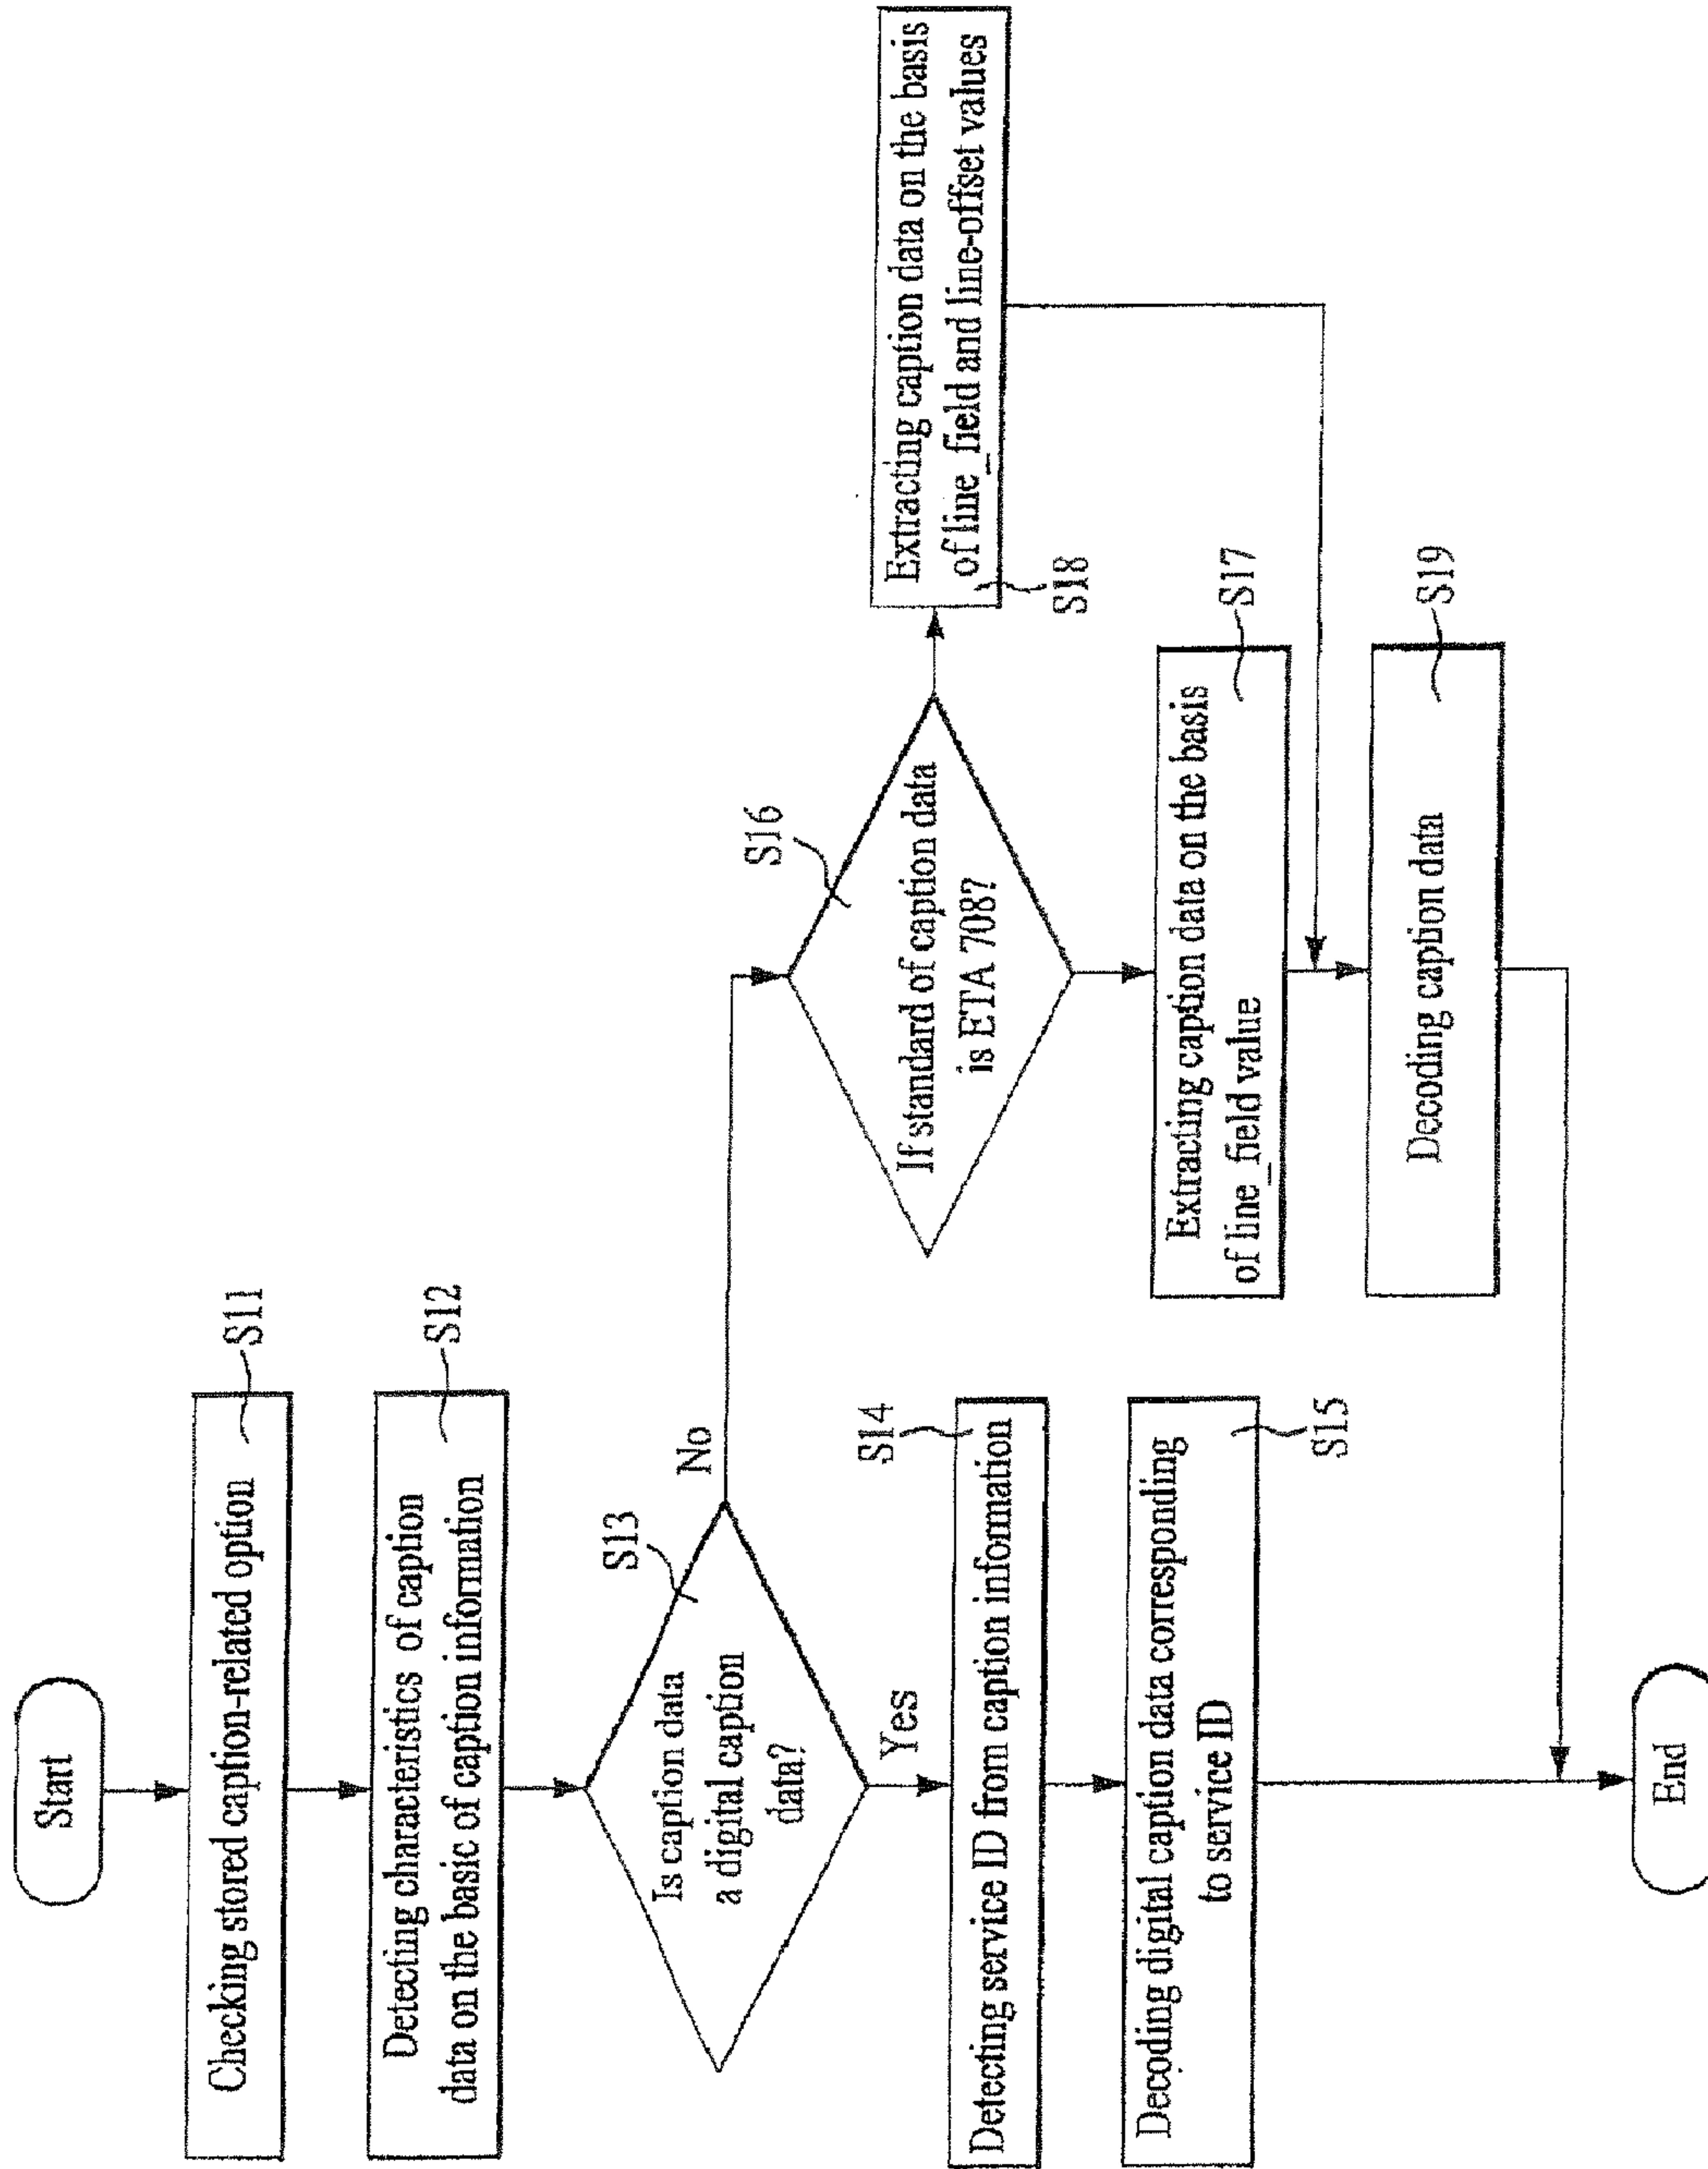 Start
Checking stored caption-related option
S11
Detecting characteristics of caption
data on the basic of caption information
S12
Is caption data
a digital caption
data?
S13
No
Yes
Detecting service ID from caption information
S14
Decoding digital caption data corresponding
to service ID
S15
If standard of caption data
is ETA 708?
S16
Extracting caption data on the basis
of line_field and line-offset values
S18
Extracting caption data on the basis
of line_field value
S17
Decoding caption data
S19
End